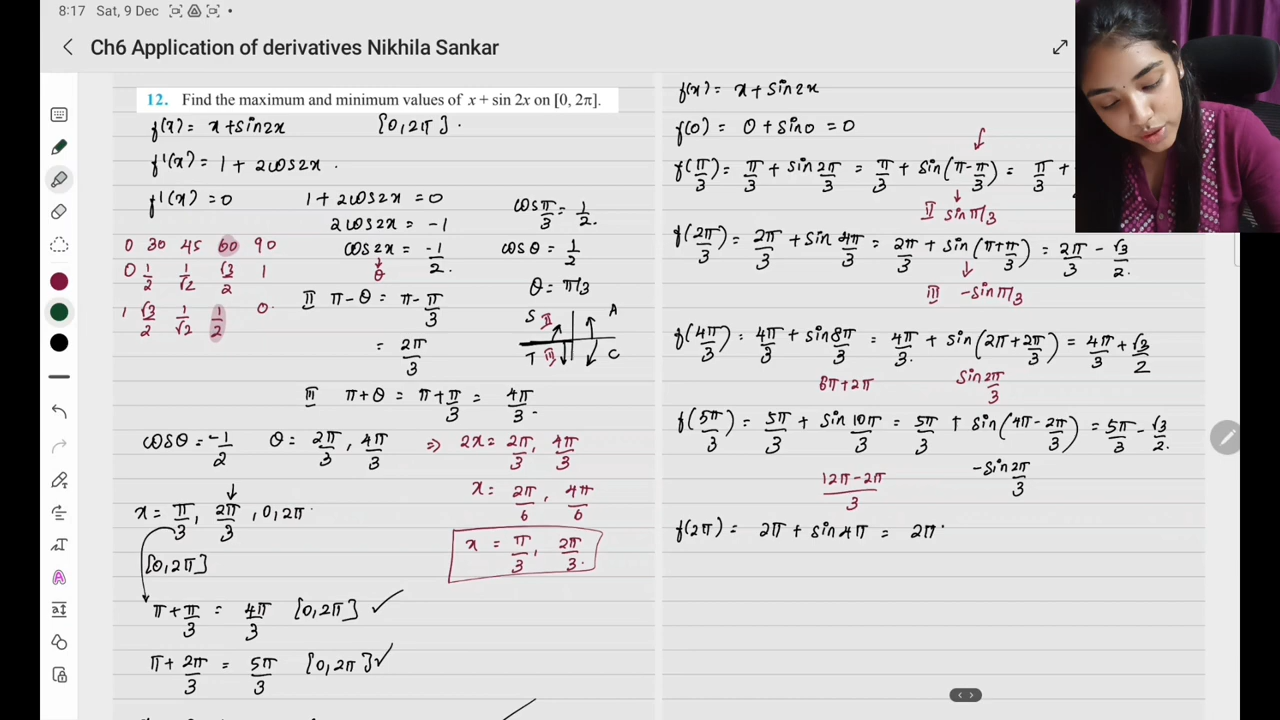 8:17 Sat, 9 Dec
Ch6 Application of derivatives Nikhila Sankar
12. Find the maximum and minimum values of x + sin 2x on [0, 2π].
f(x) = x + sin2x [0, 2π].
f'(x) = 1 + 2cos2x.
f'(x) = 0 1 + 2cos2x = 0
2cos2x = -1
cos2x = -1/2.
θ
cos π/3 = 1/2.
cosθ = 1/2
θ = π/3
0 30 45 60 90
0 1/2 1/√2 √3/2 1
1 √3/2 1/√2 1/2 0
II π - θ = π - π/3
= 2π/3
S II A
T III C
III π + θ = π + π/3 = 4π/3.
cosθ = -1/2 θ = 2π/3, 4π/3 ⇒ 2x = 2π/3, 4π/3
x = 2π/6, 4π/6
x = π/3, 2π/3.
x = π/3, 2π/3, 0, 2π
[0, 2π]
π + π/3 = 4π/3 [0, 2π] ✓
π + 2π/3 = 5π/3 [0, 2π] ✓
f(x) = x + sin2x
f(0) = 0 + sin0 = 0
f(π/3) = π/3 + sin 2π/3 = π/3 + sin(π - π/3) = π/3 +
II sin π/3
f(2π/3) = 2π/3 + sin 4π/3 = 2π/3 + sin(π + π/3) = 2π/3 - √3/2.
III -sin π/3
f(4π/3) = 4π/3 + sin 8π/3 = 4π/3 + sin(2π + 2π/3) = 4π/3 + √3/2
6π + 2π sin 2π/3
f(5π/3) = 5π/3 + sin 10π/3 = 5π/3 + sin(4π - 2π/3) = 5π/3 - √3/2.
12π - 2π/3 -sin 2π/3
f(2π) = 2π + sin4π = 2π